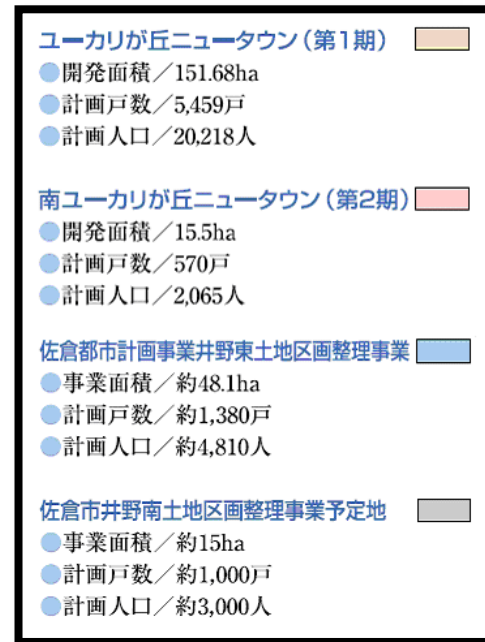 ユーカリが丘ニュータウン(第1期)
●開発面積/151.68ha
●計画戸数/5,459戸
●計画人口/20,218人
南ユーカリが丘ニュータウン(第2期)
●開発面積/15.5ha
●計画戸数/570戸
●計画人口/2,065人
佐倉都市計画事業井野東土地区画整理事業
●事業面積/約48.1ha
●計画戸数/約1,380戸
●計画人口/約4,810人
佐倉市井野南土地区画整理事業予定地
●事業面積/約15ha
●計画戸数/約1,000戸
●計画人口/約3,000人